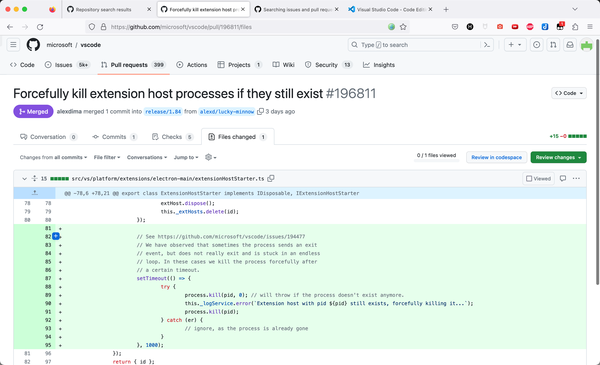 Repository search results
Forcefully kill extension host proc
Searching issues and pull reque
Visual Studio Code - Code Edit
https://github.com/microsoft/vscode/pull/196811/files
microsoft / vscode
Type / to search
Code
Issues 5k+
Pull requests 399
Actions
Projects 1
Wiki
Security 13
Insights
Forcefully kill extension host processes if they still exist #196811
Code
Merged
alexdima merged 1 commit into release/1.84 from alexd/lucky-minnow 3 days ago
Conversation 0
Commits 1
Checks 5
Files changed 1
+15 −0
Changes from all commits
File filter
Conversations
Jump to
0 / 1 files viewed
Review in codespace
Review changes
15 src/vs/platform/extensions/electron-main/extensionHostStarter.ts
Viewed
@@ -78,6 +78,21 @@ export class ExtensionHostStarter implements IDisposable, IExtensionHostStarter
78 78 extHost.dispose();
79 79 this._extHosts.delete(id);
80 80 });
81 +
82 + // See https://github.com/microsoft/vscode/issues/194477
83 + // We have observed that sometimes the process sends an exit
84 + // event, but does not really exit and is stuck in an endless
85 + // loop. In these cases we kill the process forcefully after
86 + // a certain timeout.
87 + setTimeout(() => {
88 + try {
89 + process.kill(pid, 0); // will throw if the process doesn't exist anymore.
90 + this._logService.error(`Extension host with pid ${pid} still exists, forcefully killing it...`);
91 + process.kill(pid);
92 + } catch (er) {
93 + // ignore, as the process is already gone
94 + }
95 + }, 1000);
81 96 });
82 97 return { id };